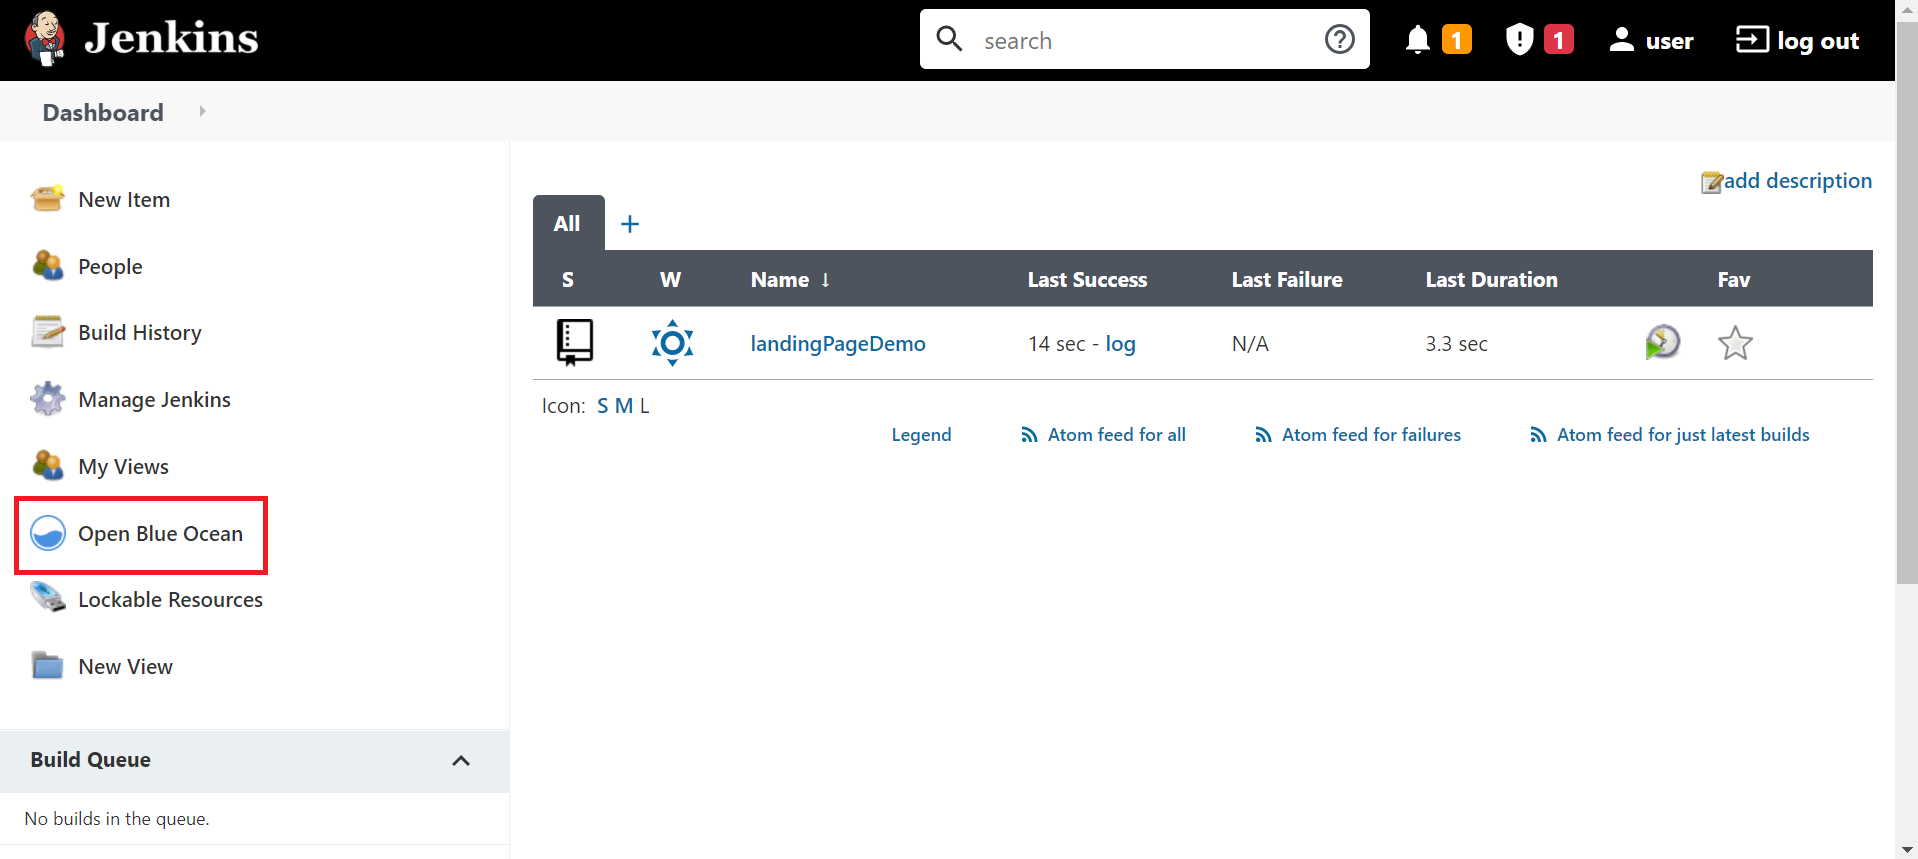 Jenkins
search
1
1
user
log out
Dashboard
New Item
People
Build History
Manage Jenkins
My Views
Open Blue Ocean
Lockable Resources
New View
Build Queue
No builds in the queue.
add description
All +
S W Name ↓ Last Success Last Failure Last Duration Fav
landingPageDemo 14 sec - log N/A 3.3 sec
Icon: S M L
Legend Atom feed for all Atom feed for failures Atom feed for just latest builds